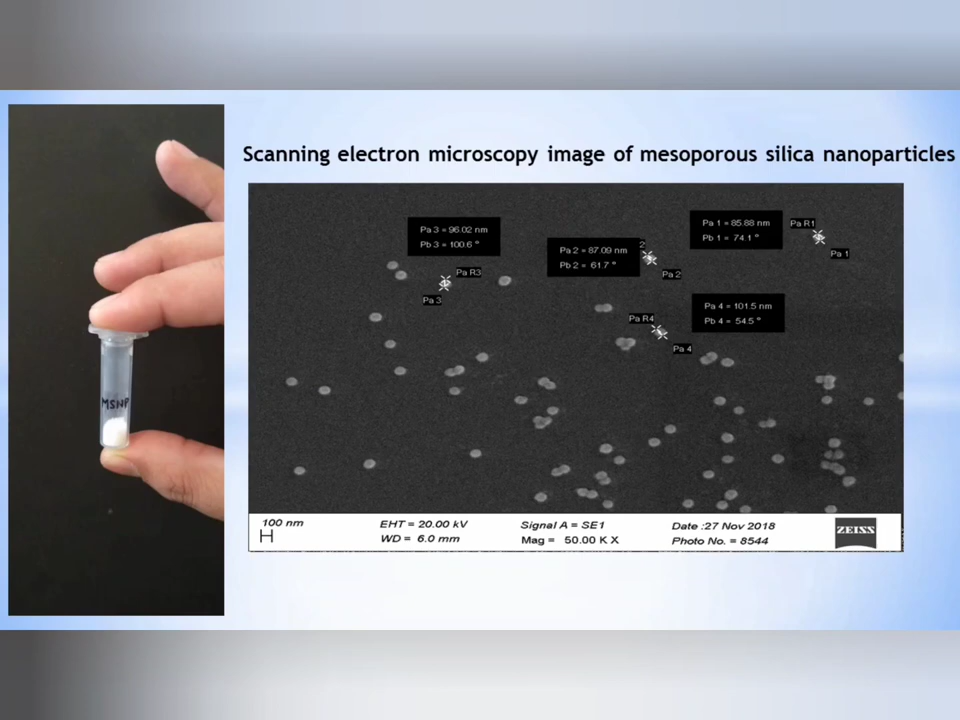 Scanning electron microscopy image of mesoporous silica nanoparticles
Pa 3 = 96.02 nm
Pb 3 = 100.6 °
Pa R3
Pa 3
Pa 2 = 87.09 nm
Pb 2 = 61.7 °
2
Pa 2
Pa 1 = 85.88 nm
Pb 1 = 74.1 °
Pa R1
Pa 1
Pa 4 = 101.5 nm
Pb 4 = 54.5 °
Pa R4
Pa 4
MSNP
100 nm
EHT = 20.00 kV
Signal A = SE1
Date :27 Nov 2018
WD = 6.0 mm
Mag = 50.00 K X
Photo No. = 8544
ZEISS